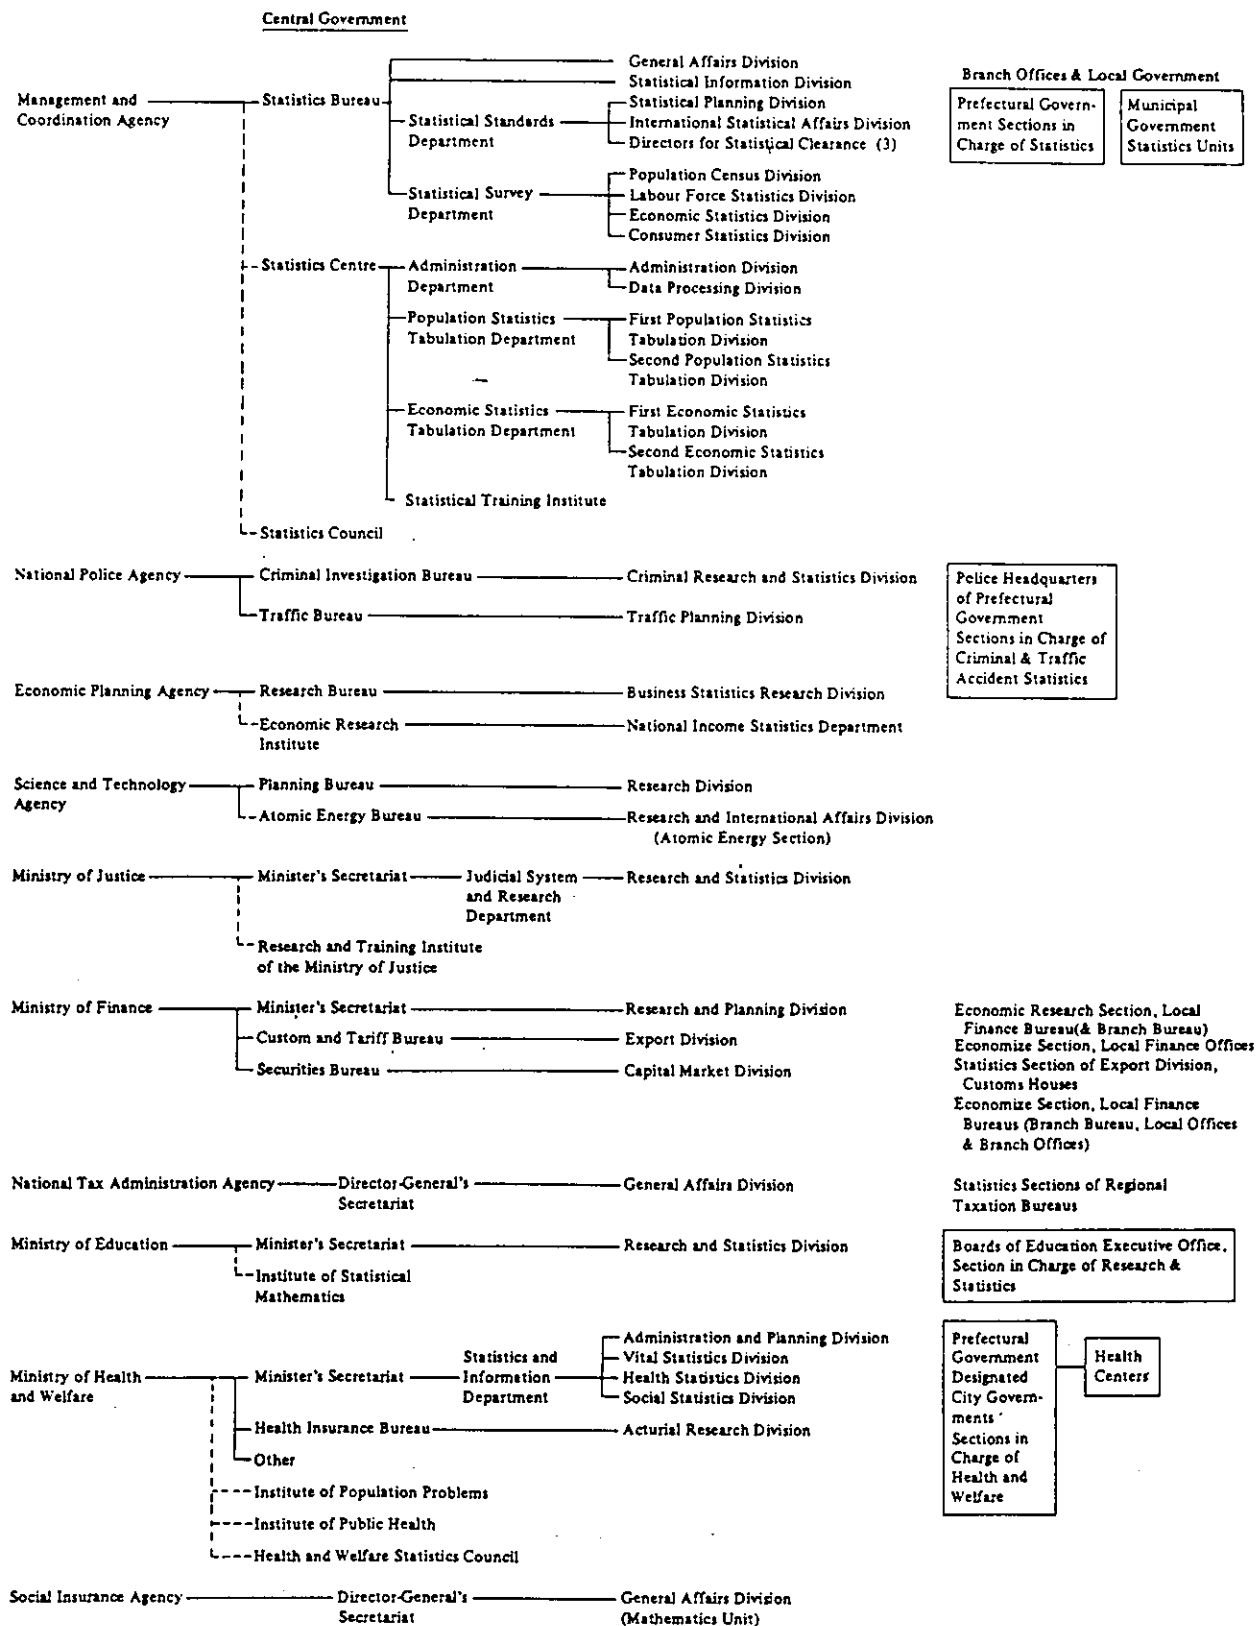 Central Government
General Affairs Division
Statistical Information Division
Branch Offices & Local Government
Management and
Coordination Agency
Statistics Bureau
Statistical Standards
Department
Statistical Planning Division
International Statistical Affairs Division
Directors for Statistical Clearance (3)
Prefectural Govern-
ment Sections in
Charge of Statistics
Municipal
Government
Statistics Units
Statistical Survey
Department
Population Census Division
Labour Force Statistics Division
Economic Statistics Division
Consumer Statistics Division
Statistics Centre
Administration
Department
Administration Division
Data Processing Division
Population Statistics
Tabulation Department
First Population Statistics
Tabulation Division
Second Population Statistics
Tabulation Division
Economic Statistics
Tabulation Department
First Economic Statistics
Tabulation Division
Second Economic Statistics
Tabulation Division
Statistical Training Institute
Statistics Council
National Police Agency
Criminal Investigation Bureau
Criminal Research and Statistics Division
Traffic Bureau
Traffic Planning Division
Police Headquarters
of Prefectural
Government
Sections in Charge of
Criminal & Traffic
Accident Statistics
Economic Planning Agency
Research Bureau
Business Statistics Research Division
Economic Research
Institute
National Income Statistics Department
Science and Technology
Agency
Planning Bureau
Research Division
Atomic Energy Bureau
Research and International Affairs Division
(Atomic Energy Section)
Ministry of Justice
Minister's Secretariat
Judicial System
and Research
Department
Research and Statistics Division
Research and Training Institute
of the Ministry of Justice
Ministry of Finance
Minister's Secretariat
Research and Planning Division
Custom and Tariff Bureau
Export Division
Securities Bureau
Capital Market Division
Economic Research Section, Local
Finance Bureau(& Branch Bureau)
Economize Section, Local Finance Offices
Statistics Section of Export Division,
Customs Houses
Economize Section, Local Finance
Bureaus (Branch Bureau, Local Offices
& Branch Offices)
National Tax Administration Agency
Director-General's
Secretariat
General Affairs Division
Statistics Sections of Regional
Taxation Bureaus
Ministry of Education
Minister's Secretariat
Research and Statistics Division
Institute of Statistical
Mathematics
Boards of Education Executive Office,
Section in Charge of Research &
Statistics
Ministry of Health
and Welfare
Minister's Secretariat
Statistics and
Information
Department
Administration and Planning Division
Vital Statistics Division
Health Statistics Division
Social Statistics Division
Prefectural
Government
Designated
City Govern-
ments
Sections in
Charge of
Health and
Welfare
Health
Centers
Health Insurance Bureau
Acturial Research Division
Other
Institute of Population Problems
Institute of Public Health
Health and Welfare Statistics Council
Social Insurance Agency
Director-General's
Secretariat
General Affairs Division
(Mathematics Unit)